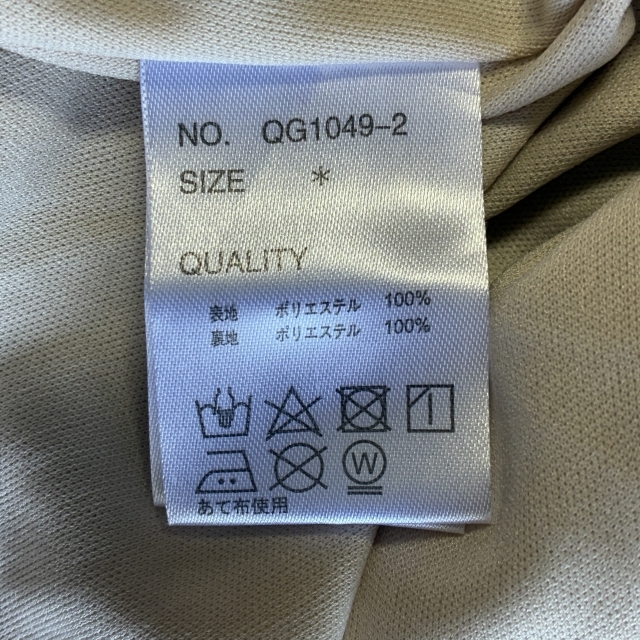 NO. QG1049-2
SIZE *
QUALITY
表地 ポリエステル 100%
裏地 ポリエステル 100%
W
あて布使用